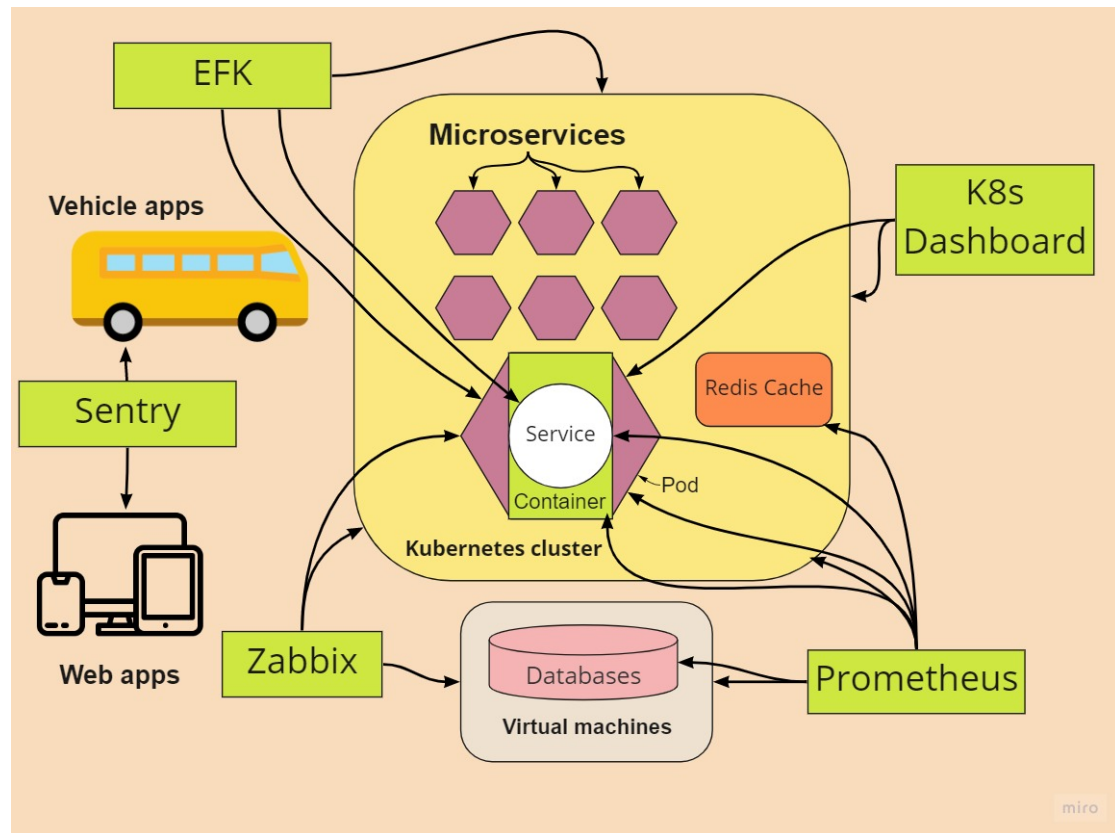 EFK
Microservices
K8s
Dashboard
Vehicle apps
Redis Cache
Sentry
Service
Pod
Container
Kubernetes cluster
Zabbix
Web apps
Databases
Prometheus
Virtual machines
miro